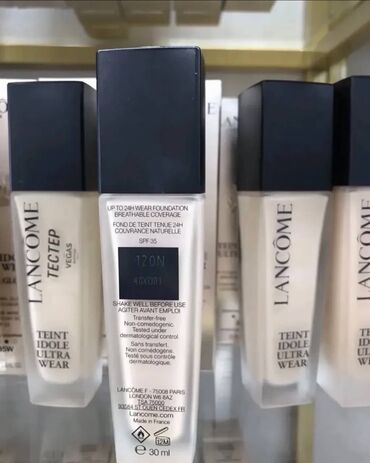 LANCÔME
ТЕСТЕР
VEGAS
TEINT
IDOLE
ULTRA
WEAR
UP TO 24H WEAR FOUNDATION
BREATHABLE COVERAGE
FOND DE TEINT TENUE 24H
COUVRANCE NATURELLE
SPF 35
120N
SHAKE WELL BEFORE USE
AGITER AVANT EMPLOI
Transfer-free
Non-comedogenic.
Tested under
dermatological control.
Sans transfert.
Non comédogénique.
Testé sous contrôle
dermatologique.
LANCÔME F - 75008 PARIS
LONDON W6 8AZ
TSA 75000
93584 ST OUEN CEDEX FR
Lancome.com
Made in France
12M
e 30 ml
LANCÔME
TEINT
IDOLE
ULTRA
WEAR
LANCÔME
TEINT
IDOLE
ULTRA
WEAR